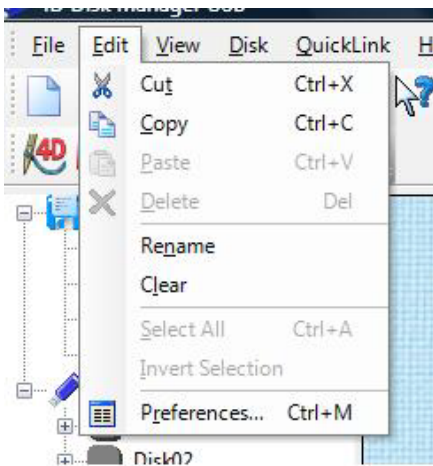 File Edit View Disk QuickLink H
Cut Ctrl+X
Copy Ctrl+C
4D
Paste Ctrl+V
Delete Del
Rename
Clear
Select All Ctrl+A
Invert Selection
Preferences... Ctrl+M
Disk02